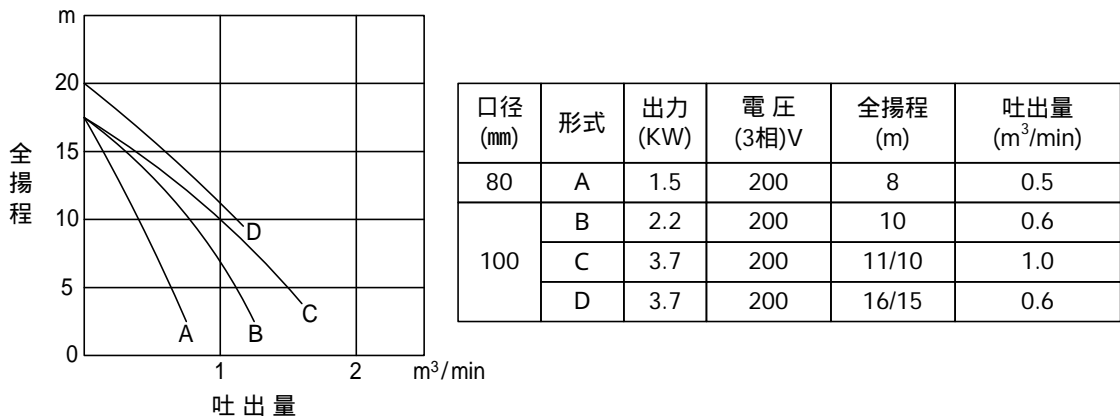 m
20
15
10
5
0
1
2
m³/min
全揚程
吐出量
A
B
C
D
口径 形式 出力 電圧 全揚程 吐出量
(㎜) (KW) (3相)V (m) (m³/min)
80 A 1.5 200 8 0.5
100 B 2.2 200 10 0.6
C 3.7 200 11/10 1.0
D 3.7 200 16/15 0.6